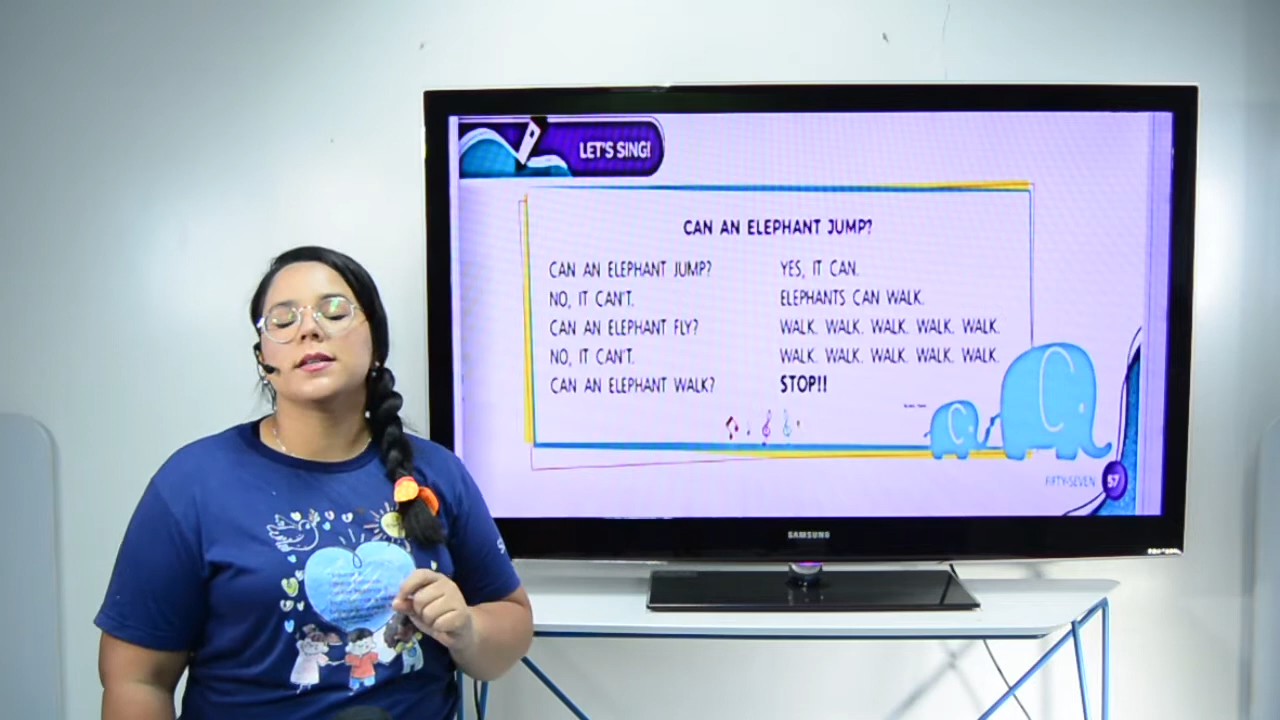 LET'S SING!
CAN AN ELEPHANT JUMP?
CAN AN ELEPHANT JUMP?
NO, IT CAN'T.
CAN AN ELEPHANT FLY?
NO, IT CAN'T.
CAN AN ELEPHANT WALK?
YES, IT CAN.
ELEPHANTS CAN WALK.
WALK. WALK. WALK. WALK. WALK.
WALK. WALK. WALK. WALK. WALK.
STOP!!
FIFTY-SEVEN 57
SAMSUNG